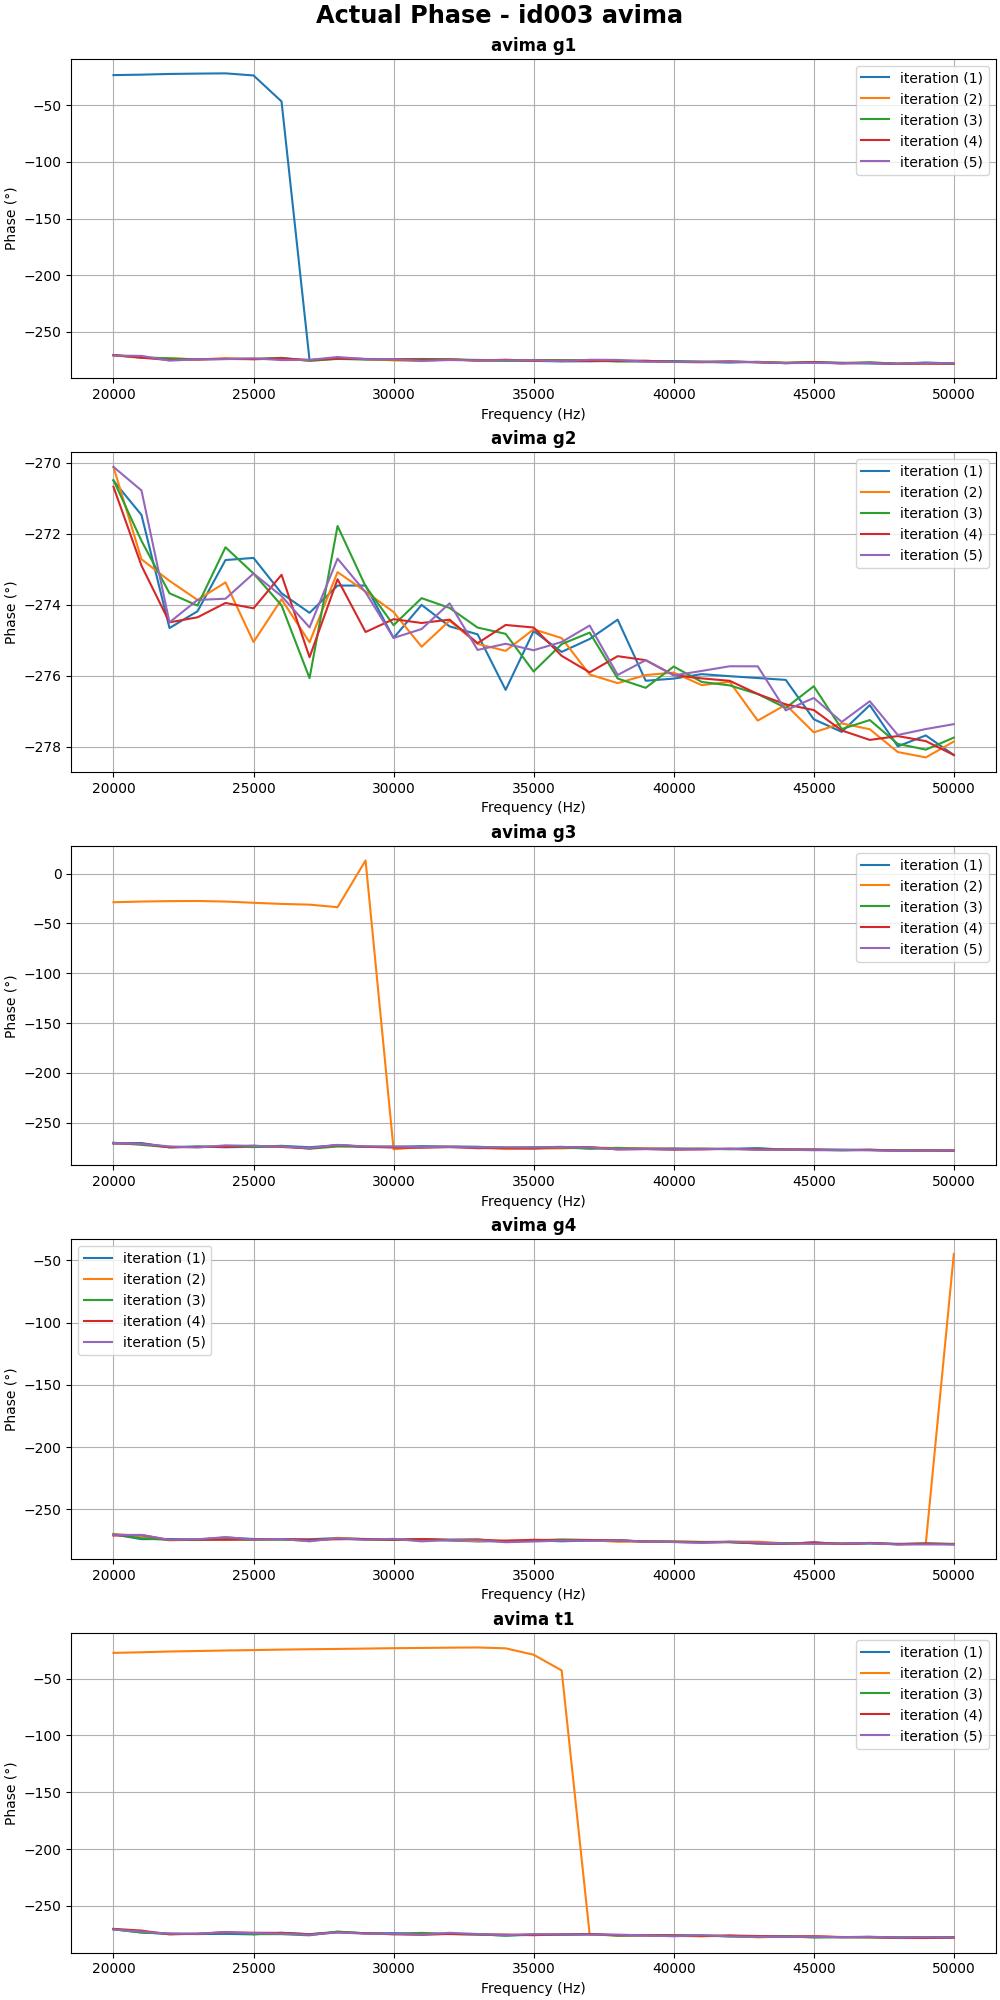 Actual Phase - id003 avima
avima g1
Phase (°)
−50
−100
−150
−200
−250
iteration (1)
iteration (2)
iteration (3)
iteration (4)
iteration (5)
20000 25000 30000 35000 40000 45000 50000
Frequency (Hz)
avima g2
Phase (°)
−270
−272
−274
−276
−278
iteration (1)
iteration (2)
iteration (3)
iteration (4)
iteration (5)
20000 25000 30000 35000 40000 45000 50000
Frequency (Hz)
avima g3
Phase (°)
0
−50
−100
−150
−200
−250
iteration (1)
iteration (2)
iteration (3)
iteration (4)
iteration (5)
20000 25000 30000 35000 40000 45000 50000
Frequency (Hz)
avima g4
Phase (°)
−50
−100
−150
−200
−250
iteration (1)
iteration (2)
iteration (3)
iteration (4)
iteration (5)
20000 25000 30000 35000 40000 45000 50000
Frequency (Hz)
avima t1
Phase (°)
−50
−100
−150
−200
−250
iteration (1)
iteration (2)
iteration (3)
iteration (4)
iteration (5)
20000 25000 30000 35000 40000 45000 50000
Frequency (Hz)